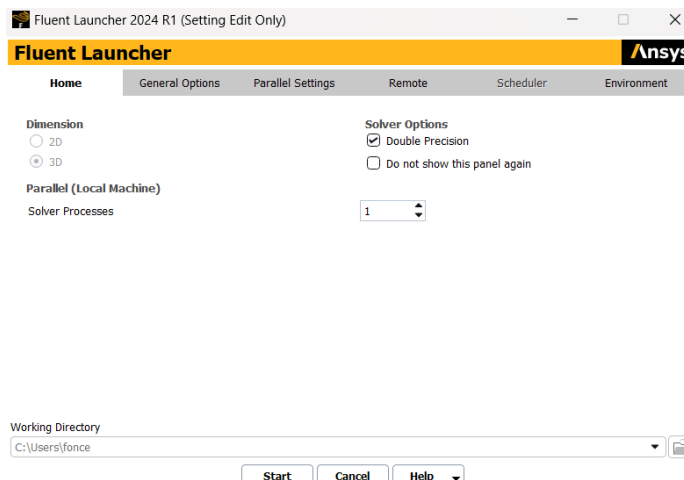 Fluent Launcher 2024 R1 (Setting Edit Only)
Fluent Launcher
Ansys
Home General Options Parallel Settings Remote Scheduler Environment
Dimension
2D
3D
Solver Options
Double Precision
Do not show this panel again
Parallel (Local Machine)
Solver Processes 1
Working Directory
C:\Users\fonce
Start Cancel Help